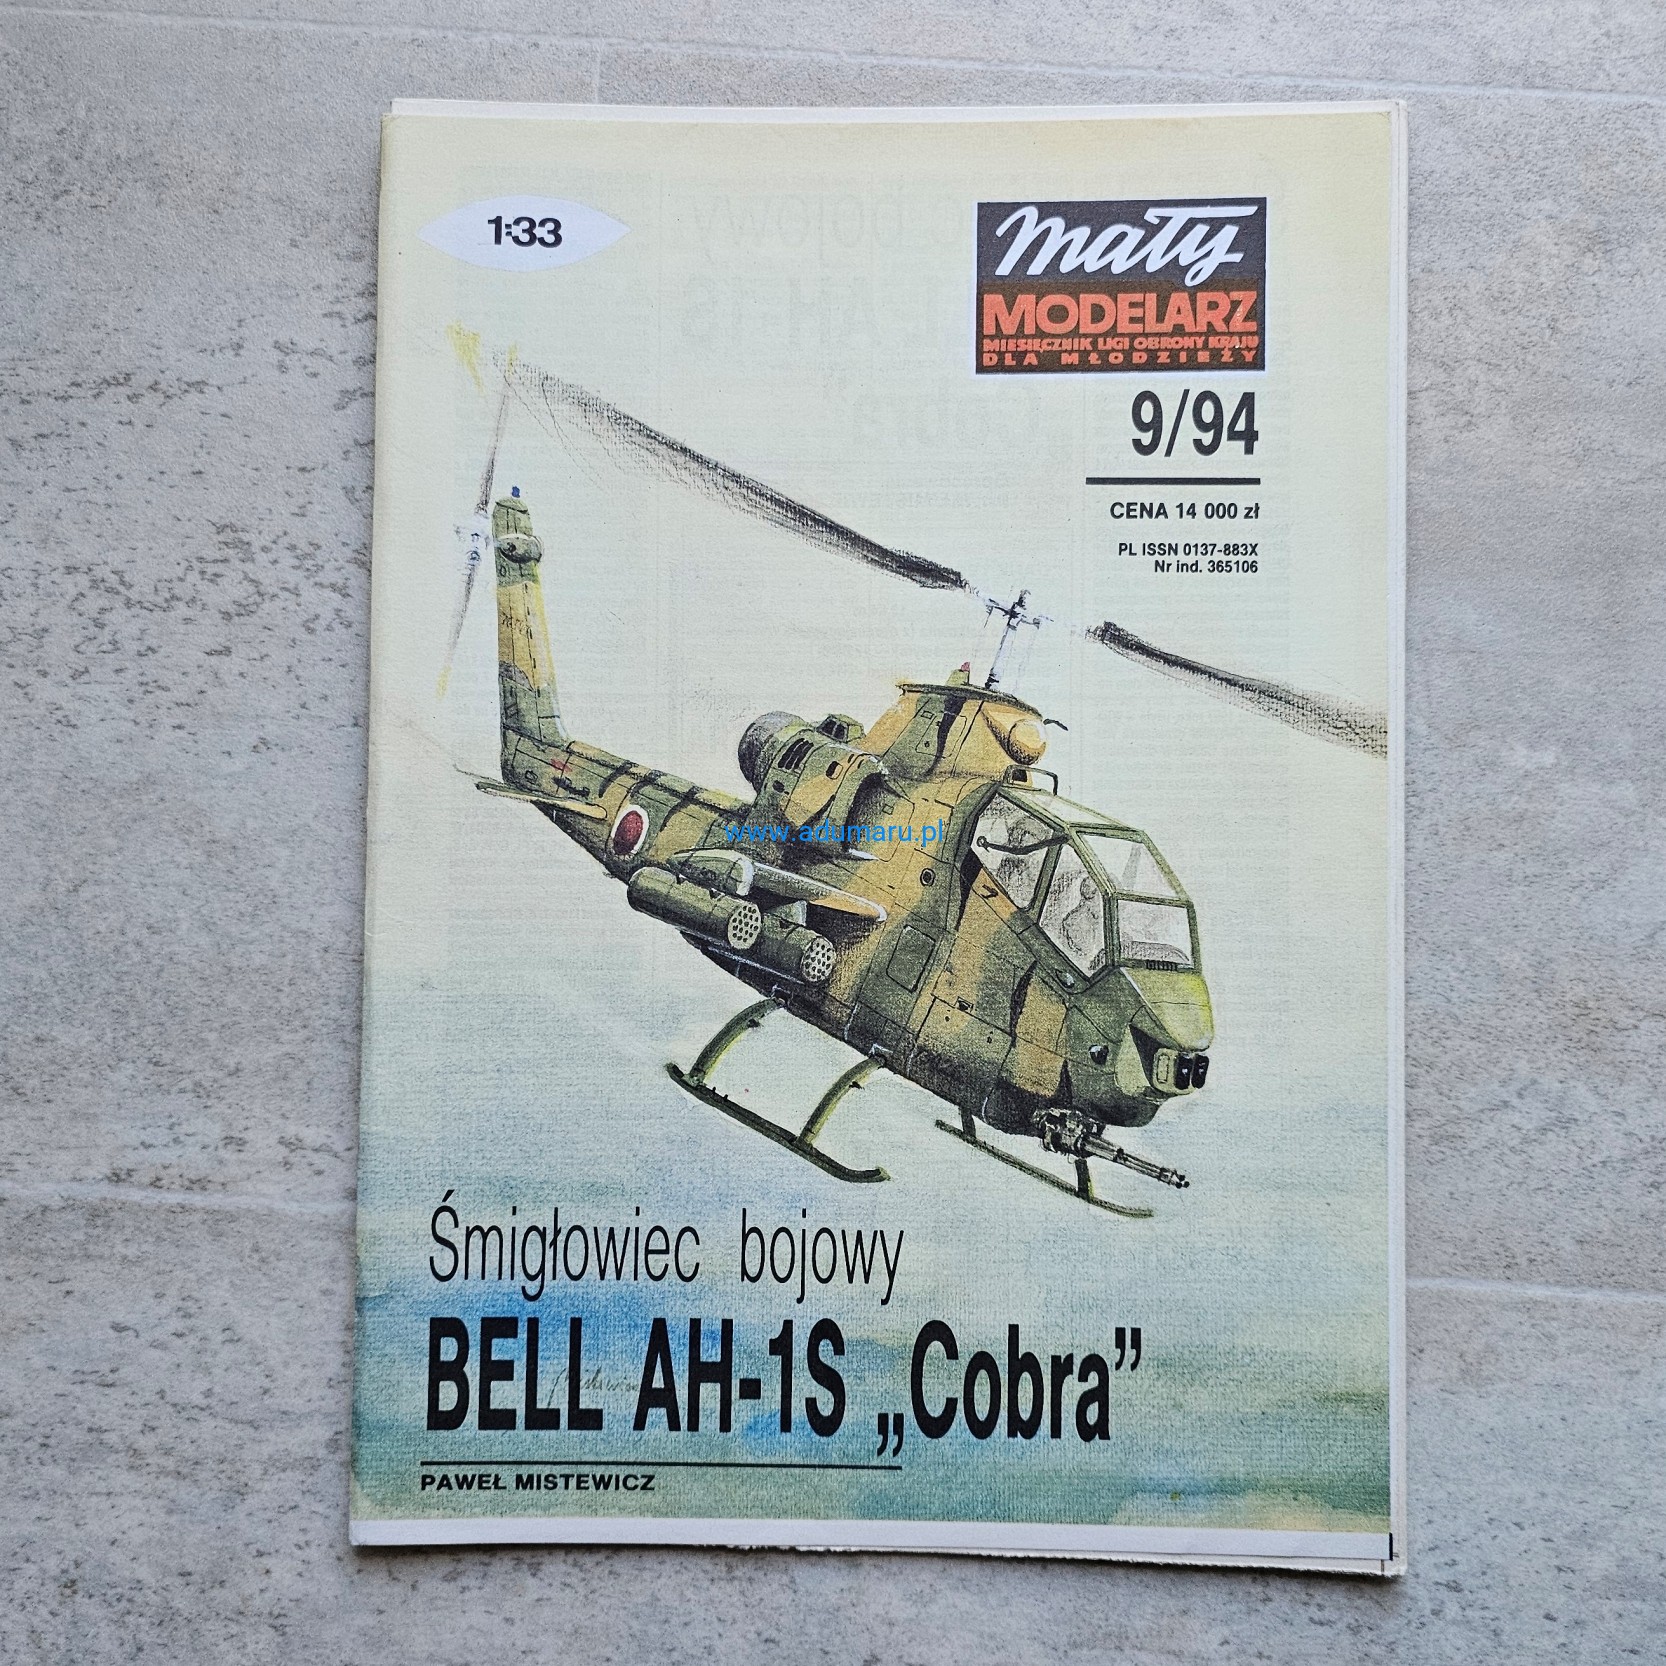 1:33
Mały
MODELARZ
MIESIĘCZNIK LIGI OBRONY KRAJU
DLA MŁODZIEŻY
9/94
CENA 14 000 zł
PL ISSN 0137-883X
Nr ind. 365106
www.adumaru.pl
Śmigłowiec bojowy
BELL AH-1S „Cobra”
PAWEŁ MISTEWICZ